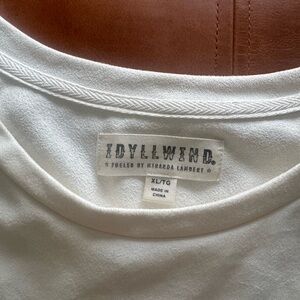 IDYLLWIND.
* FUELED BY MIRANDA LAMBERT *
XL/TG
MADE IN
CHINA